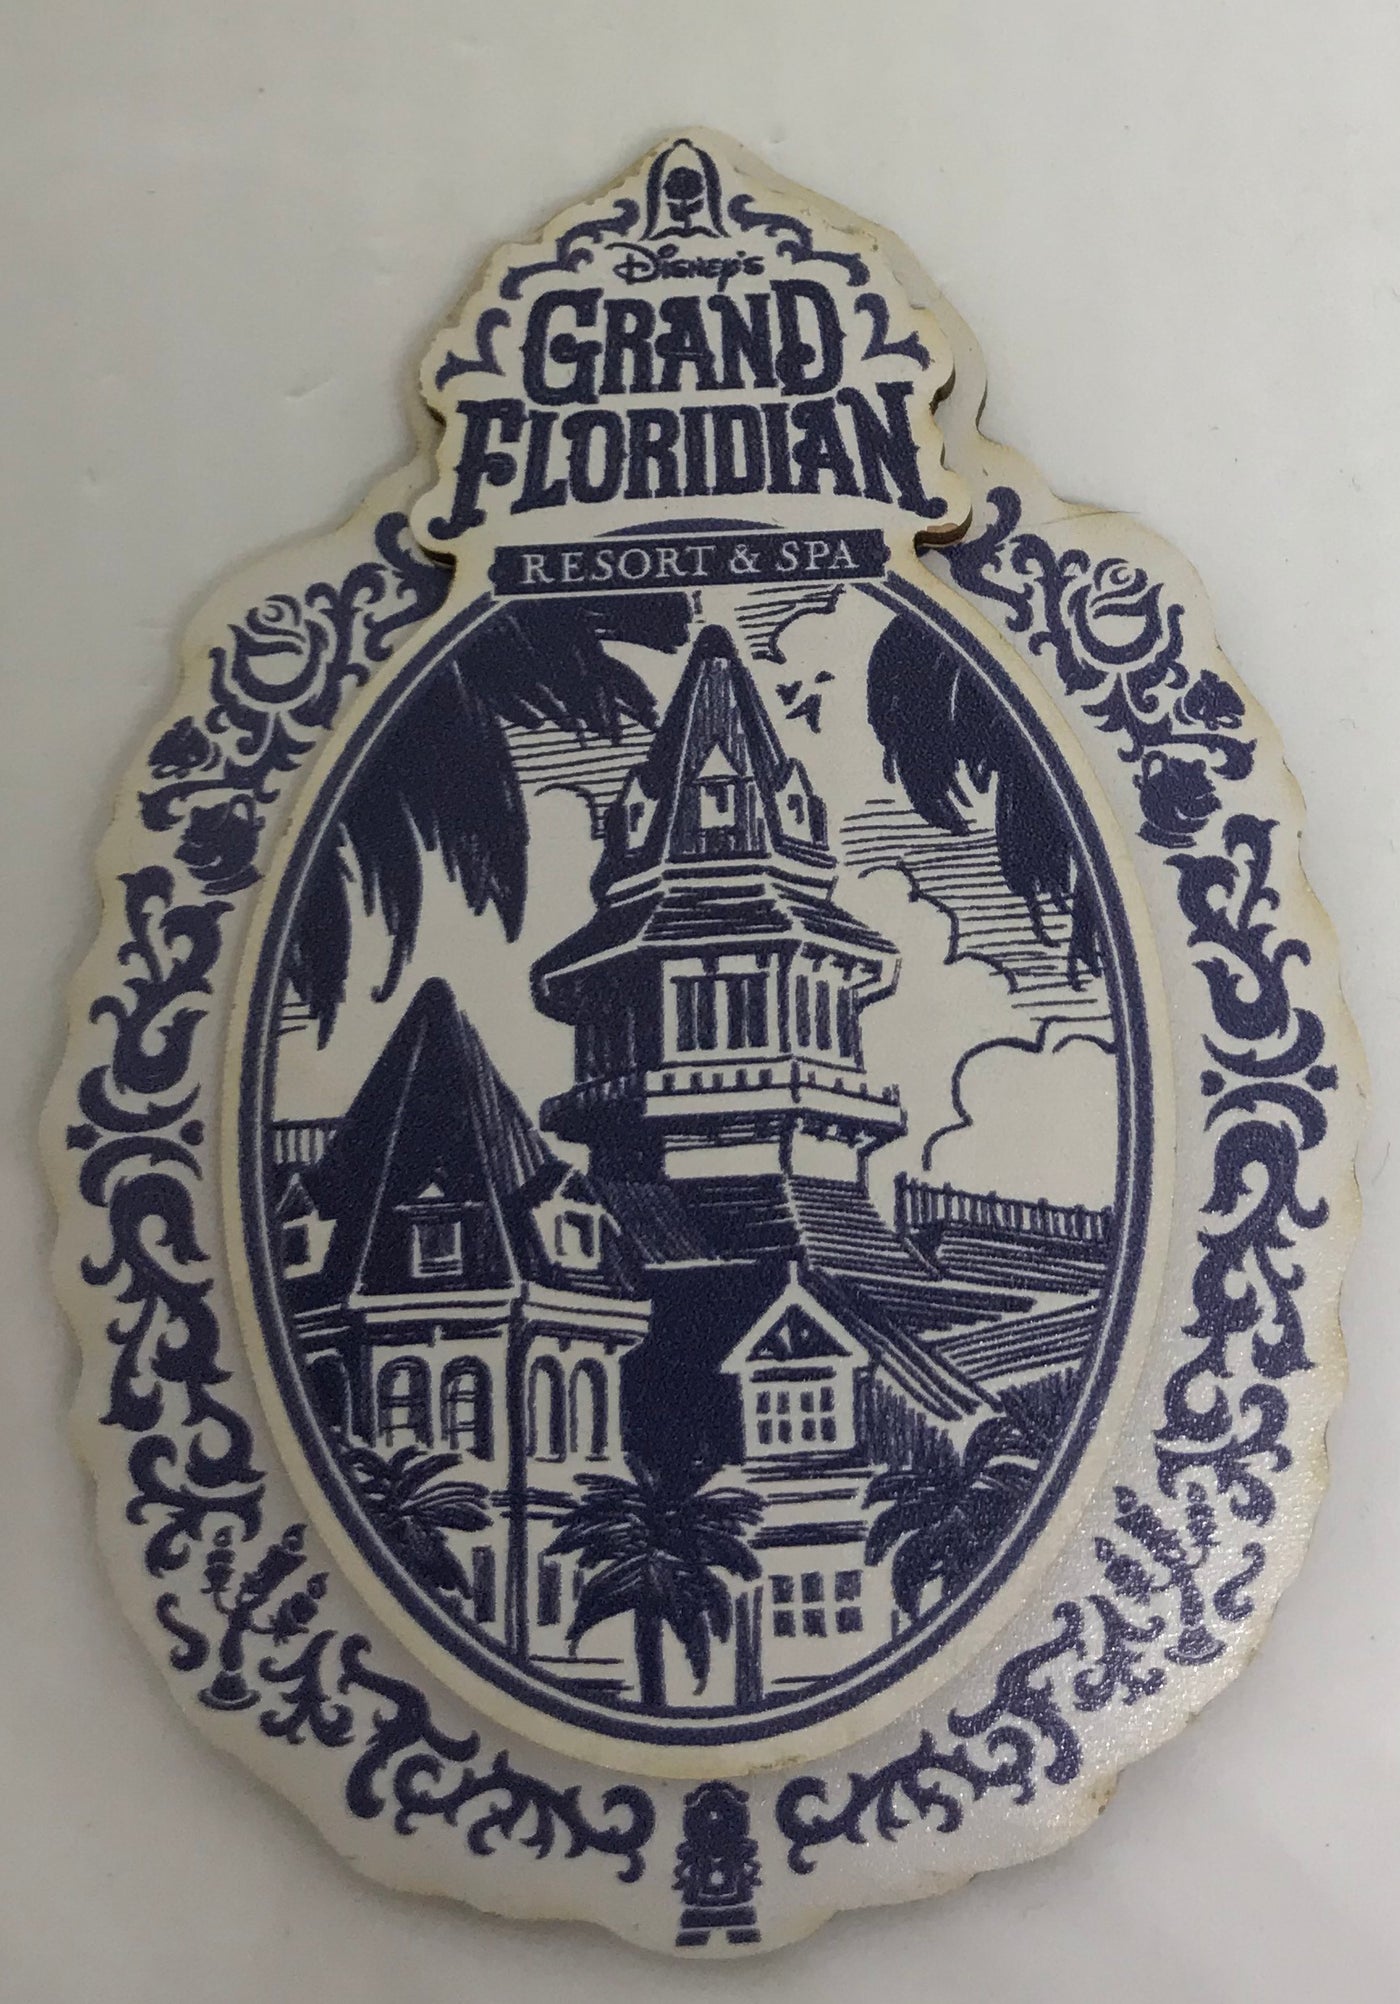 Disney's
GRAND
FLORIDIAN
RESORT & SPA